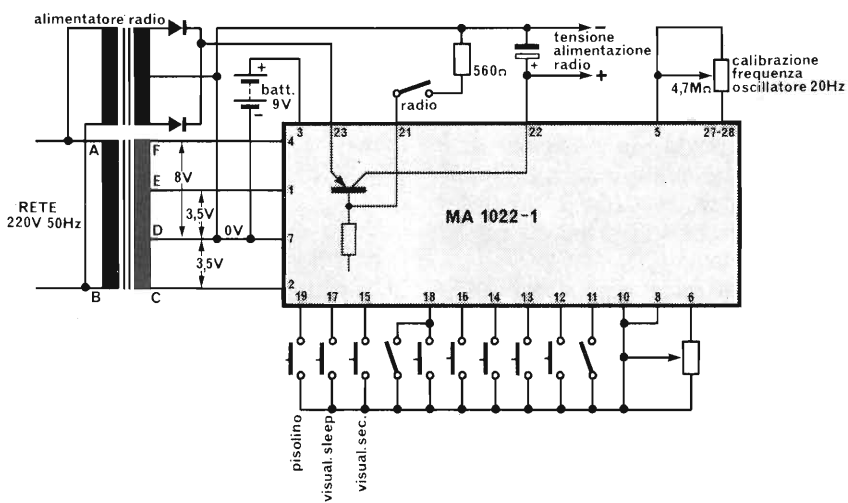 alimentatore radio
batt.
9V
560Ω
radio
tensione
alimentazione
radio
4,7MΩ
calibrazione
frequenza
oscillatore 20Hz
3
23
21
22
5
27-28
A
F
4
8V
E
1
RETE
220V 50Hz
3,5V
MA 1022-1
D
0V
7
3,5V
B
C
2
19
17
15
18
16
14
13
12
11
10
8
6
pisolino
visual. sleep
visual. sec.